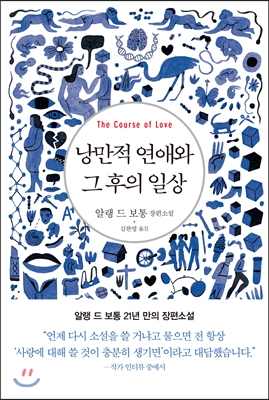 The Course of Love
낭만적 연애와
그 후의 일상
알랭 드 보통 장편소설
김한영 옮김
알랭 드 보통 21년 만의 장편소설
“언제 다시 소설을 쓸 거냐고 물으면 전 항상
‘사랑에 대해 쓸 것이 충분히 생기면’이라고 대답했습니다.”
—작가 인터뷰 중에서